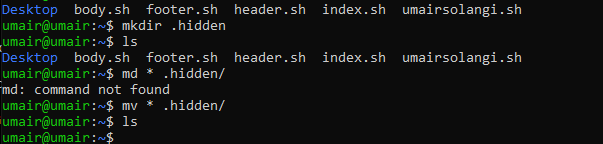 Desktop body.sh footer.sh header.sh index.sh umairsolangi.sh
umair@umair:~$ mkdir .hidden
umair@umair:~$ ls
Desktop body.sh footer.sh header.sh index.sh umairsolangi.sh
umair@umair:~$ md * .hidden/
md: command not found
umair@umair:~$ mv * .hidden/
umair@umair:~$ ls
umair@umair:~$